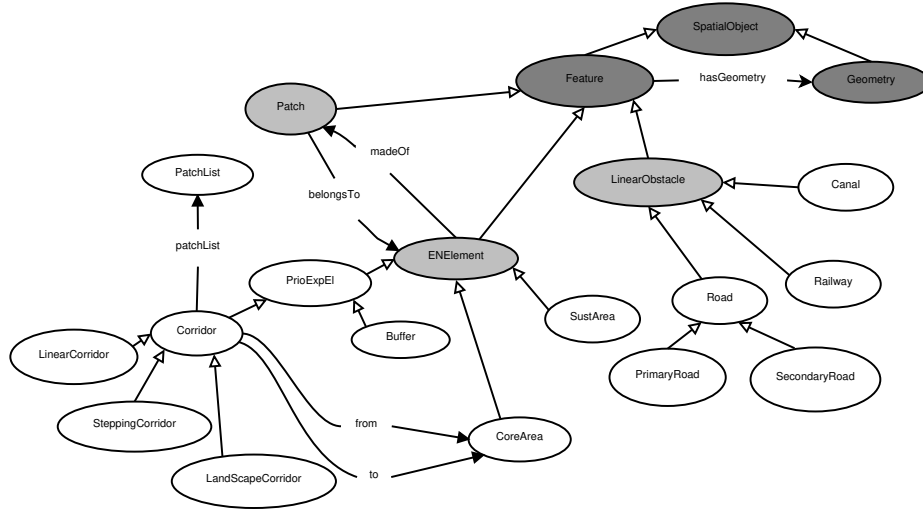 SpatialObject
Feature
hasGeometry
Geometry
Patch
madeOf
PatchList
LinearObstacle
Canal
belongsTo
patchList
ENElement
PrioExpEl
Railway
Road
SustArea
Corridor
Buffer
LinearCorridor
PrimaryRoad
SecondaryRoad
SteppingCorridor
from
CoreArea
LandScapeCorridor
to